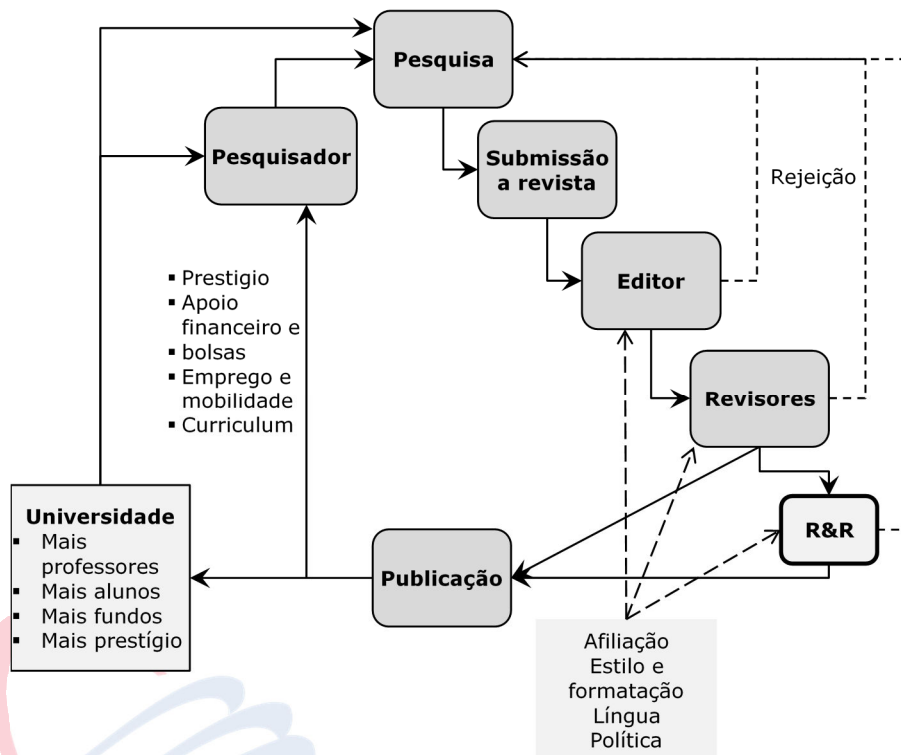 Pesquisa
Pesquisador
Submissão
a revista
Rejeição
Editor
▪ Prestigio
▪ Apoio
financeiro e
▪ bolsas
▪ Emprego e
mobilidade
▪ Curriculum
Revisores
Universidade
▪ Mais
professores
▪ Mais alunos
▪ Mais fundos
▪ Mais prestígio
R&R
Publicação
Afiliação
Estilo e
formatação
Língua
Política